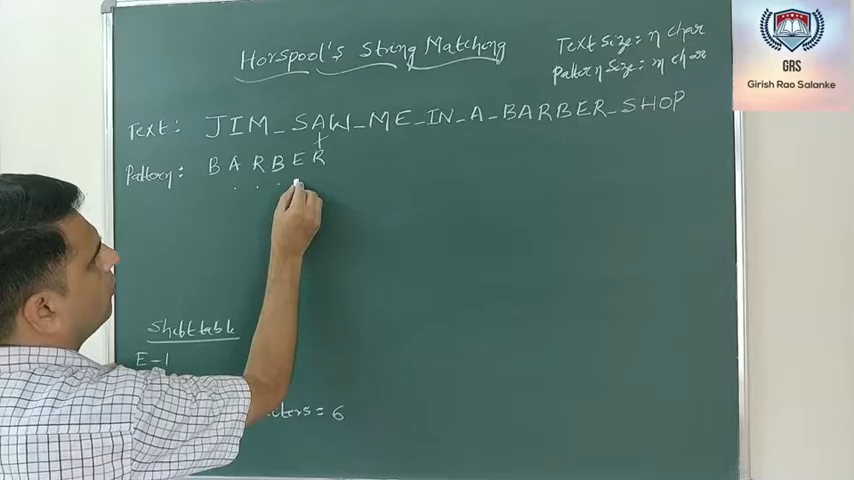 Horspool's String Matching
Text size = n char
Pattern size = m char
Text : JIM_SAW_ME_IN_A_BARBER_SHOP
Pattern : BARBER
Shift table
E-1
= 6
GRS
Girish Rao Salanke